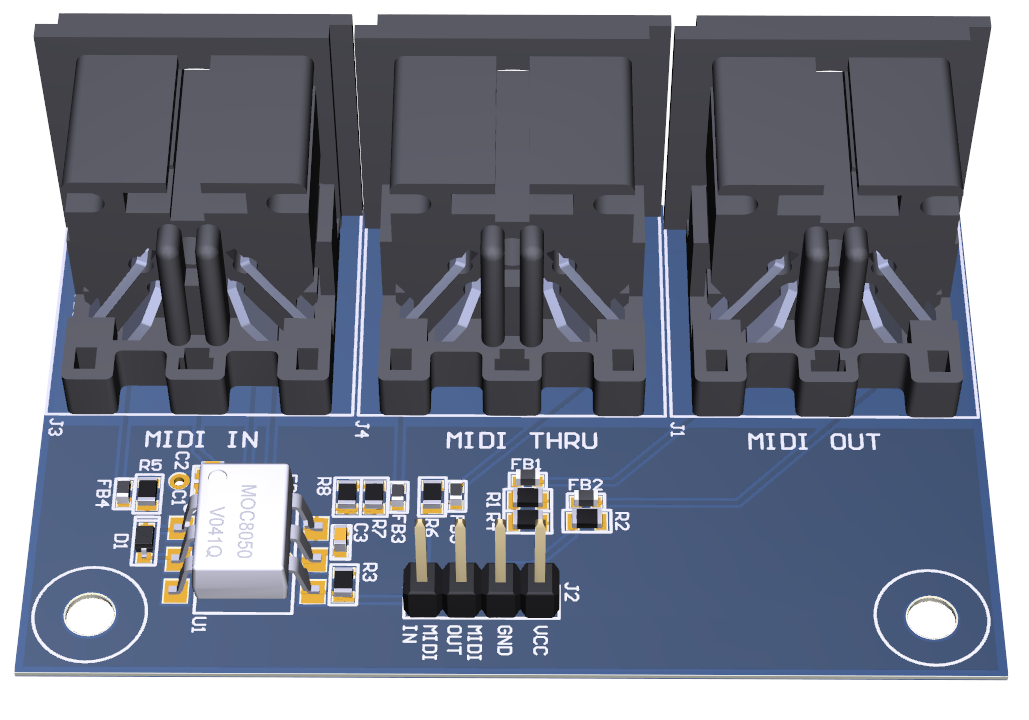 J3
J4
J1
MIDI IN
MIDI THRU
MIDI OUT
C2
R5
FB4
C1
D1
MOC8050
V041Q
U1
R8
R7
FB3
C3
R3
R6
FB1
R1
FB2
R2
J2
MIDI IN
MIDI OUT
GND
VCC